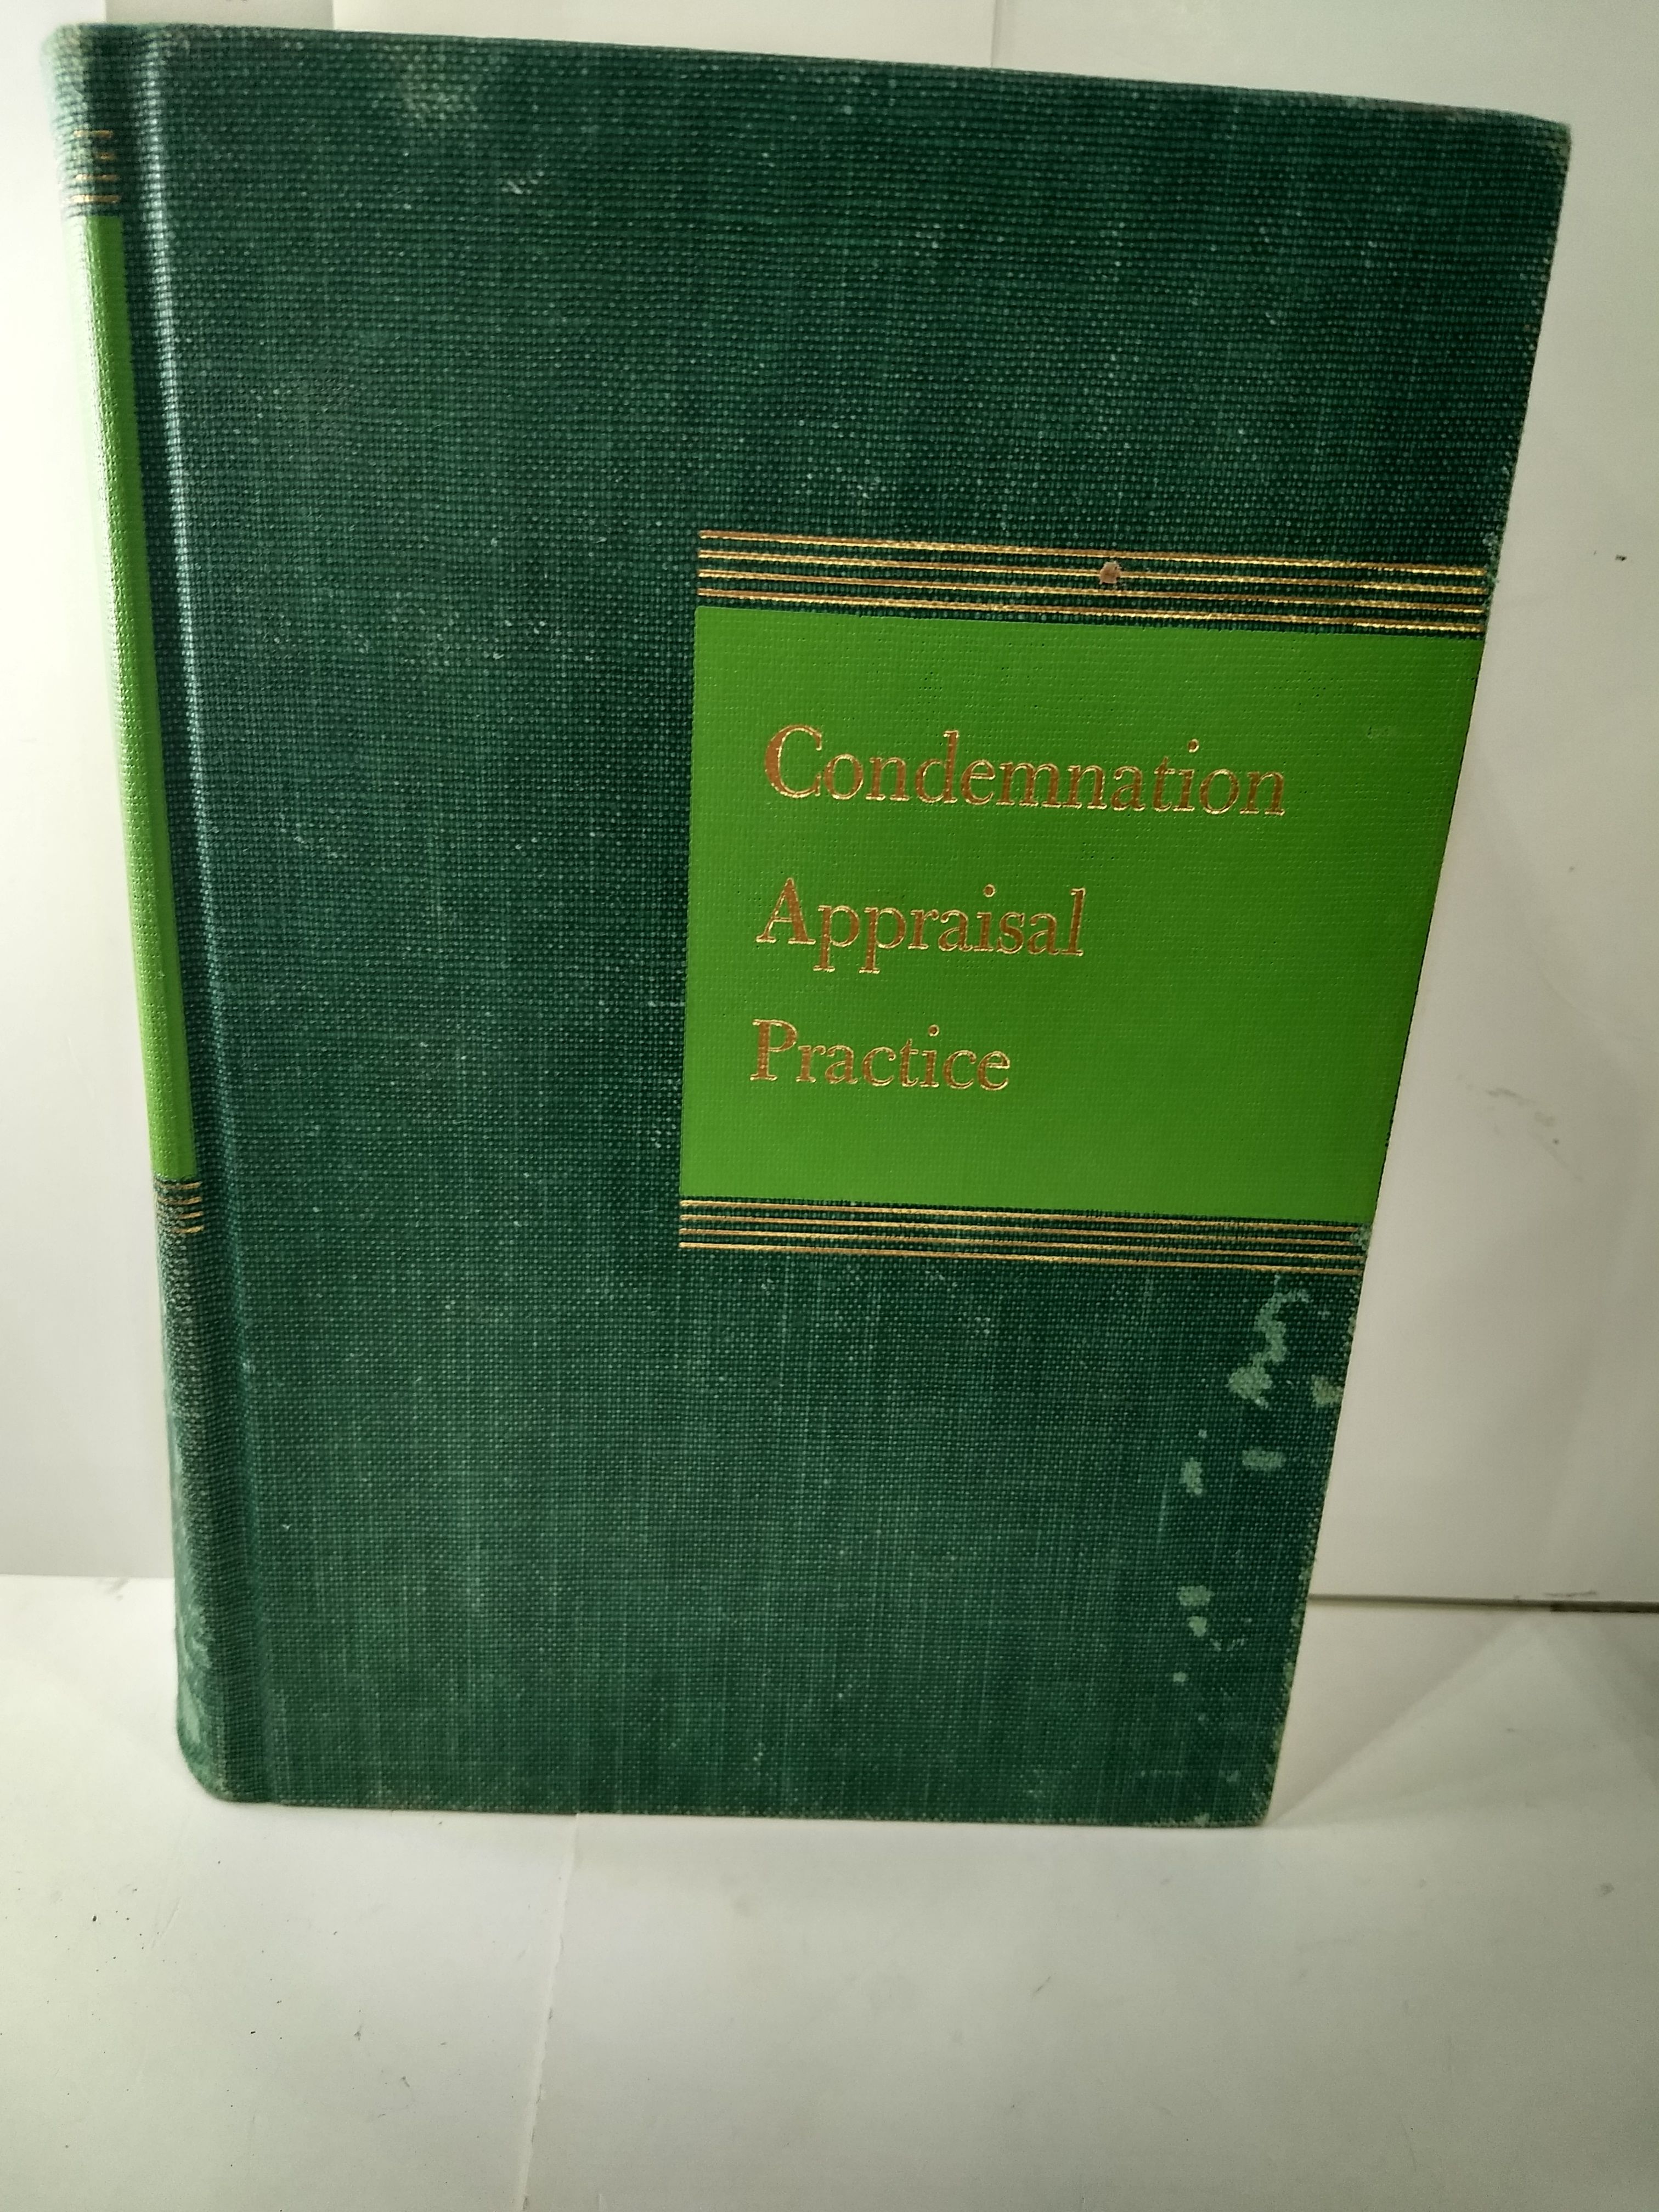 Condemnation
Appraisal
Practice